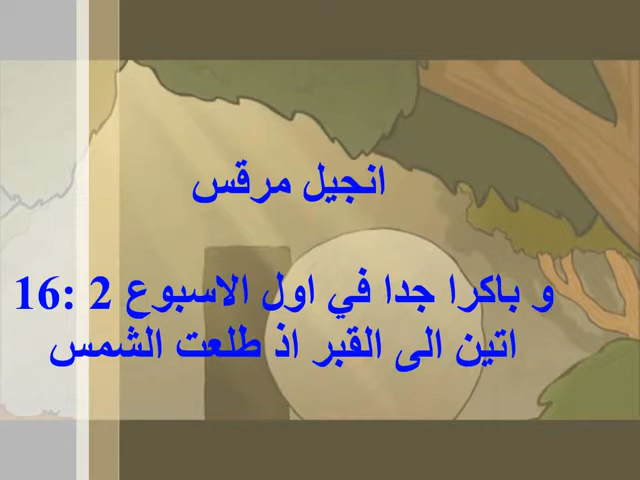 انجيل مرقس
16: 2 و باكرا جدا في اول الاسبوع
اتين الى القبر اذ طلعت الشمس